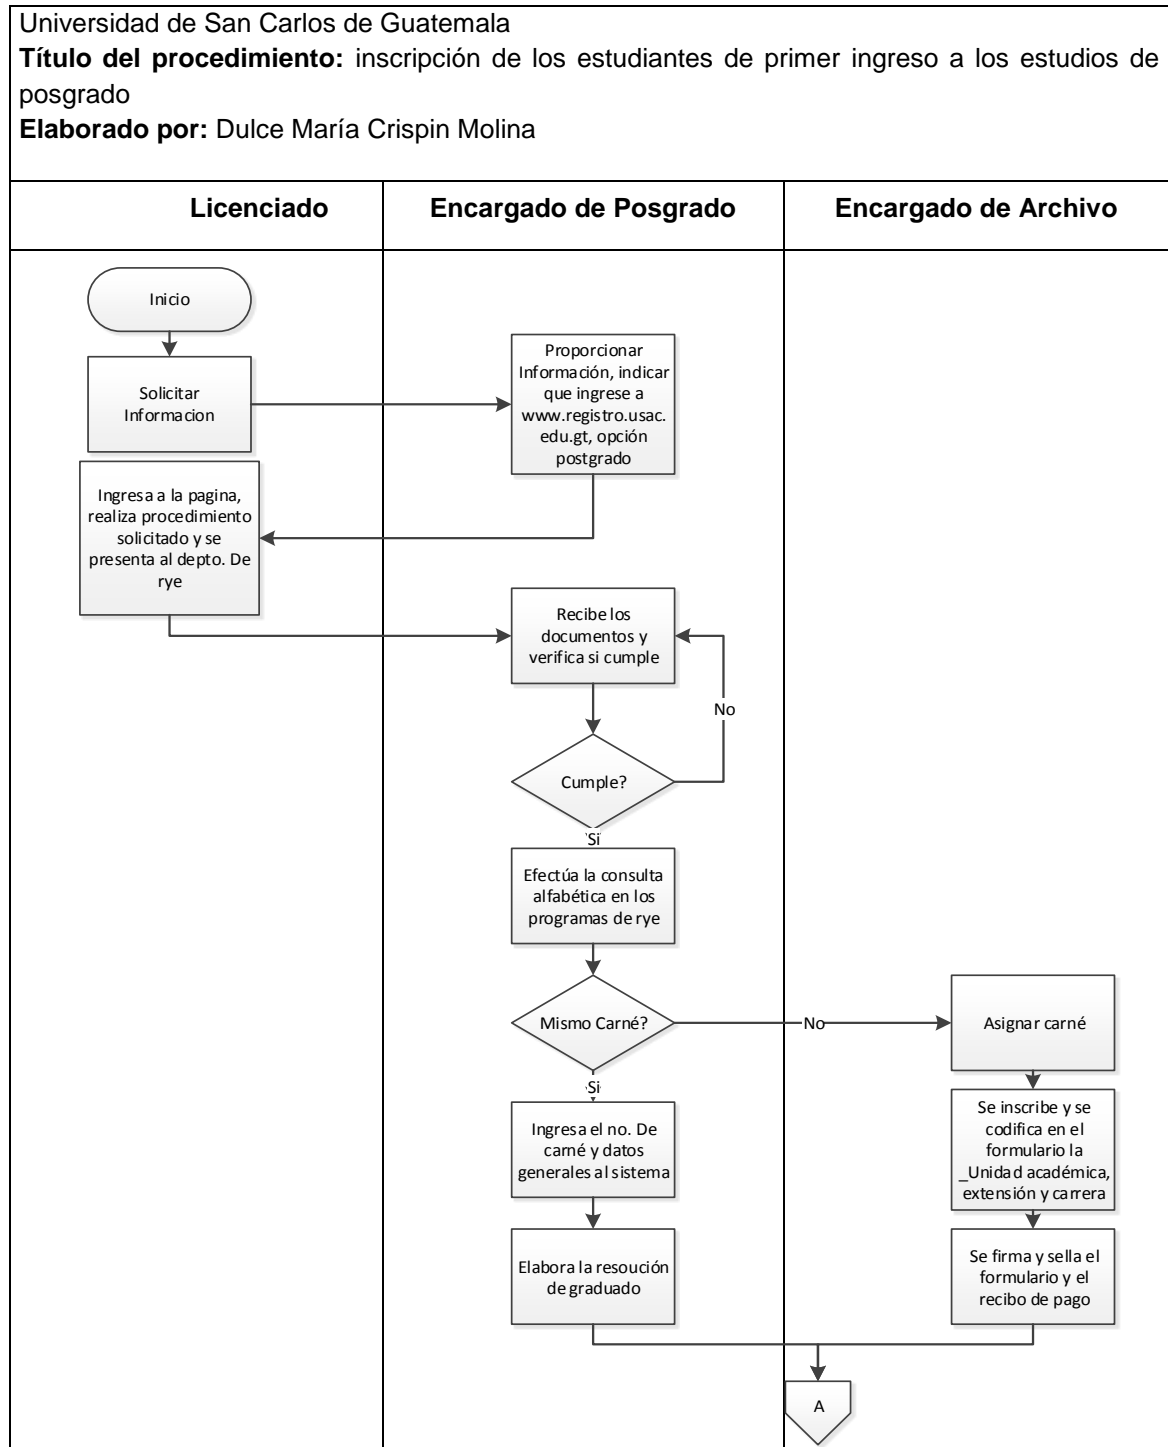 Universidad de San Carlos de Guatemala
Título del procedimiento: inscripción de los estudiantes de primer ingreso a los estudios de
posgrado
Elaborado por: Dulce María Crispin Molina
Licenciado
Encargado de Posgrado
Encargado de Archivo
Inicio
Solicitar
Informacion
Proporcionar
Información, indicar
que ingrese a
www.registro.usac.
edu.gt, opción
postgrado
Ingresa a la pagina,
realiza procedimiento
solicitado y se
presenta al depto. De
rye
Recibe los
documentos y
verifica si cumple
No
Cumple?
Si
Efectúa la consulta
alfabética en los
programas de rye
Mismo Carné?
No
Asignar carné
Si
Ingresa el no. De
carné y datos
generales al sistema
Se inscribe y se
codifica en el
formulario la
_Unidad académica,
extensión y carrera
Elabora la resoución
de graduado
Se firma y sella el
formulario y el
recibo de pago
A